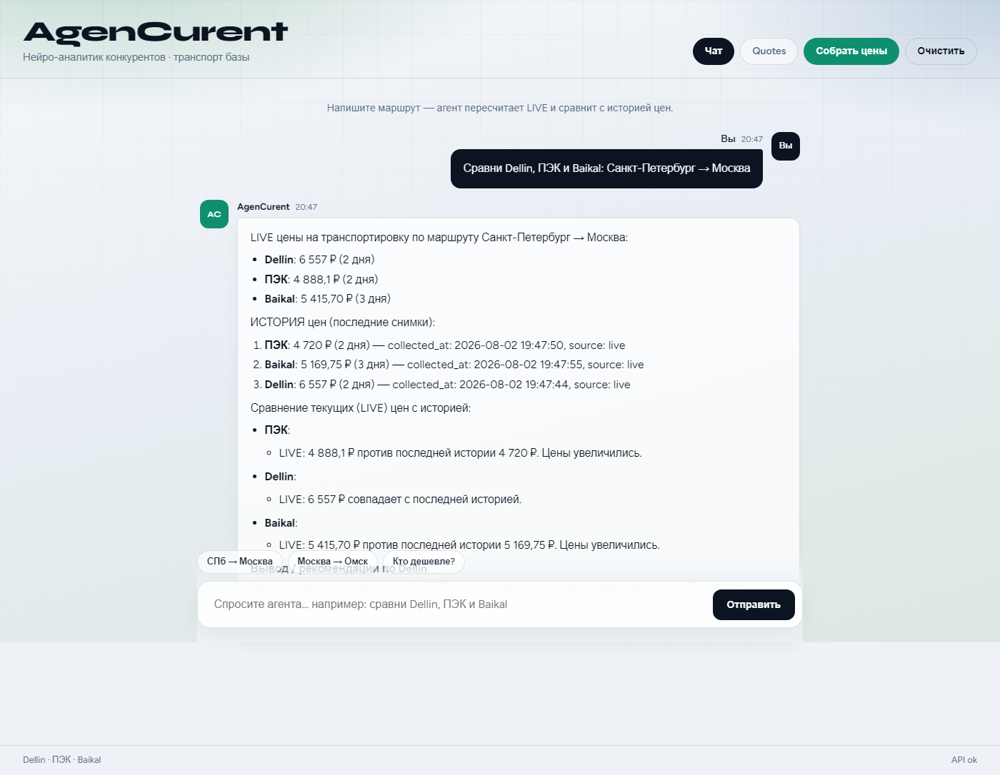 AgenCurent
Нейро-аналитик конкурентов · транспорт базы
Чат
Quotes
Собрать цены
Очистить
Напишите маршрут — агент пересчитает LIVE и сравнит с историей цен.
Вы 20:47
Вы
Сравни Dellin, ПЭК и Baikal: Санкт-Петербург → Москва
AC
AgenCurent 20:47
LIVE цены на транспортировку по маршруту Санкт-Петербург → Москва:
• Dellin: 6 557 ₽ (2 дня)
• ПЭК: 4 888,1 ₽ (2 дня)
• Baikal: 5 415,70 ₽ (3 дня)
ИСТОРИЯ цен (последние снимки):
1. ПЭК: 4 720 ₽ (2 дня) — collected_at: 2026-08-02 19:47:50, source: live
2. Baikal: 5 169,75 ₽ (3 дня) — collected_at: 2026-08-02 19:47:55, source: live
3. Dellin: 6 557 ₽ (2 дня) — collected_at: 2026-08-02 19:47:44, source: live
Сравнение текущих (LIVE) цен с историей:
• ПЭК:
◦ LIVE: 4 888,1 ₽ против последней истории 4 720 ₽. Цены увеличились.
• Dellin:
◦ LIVE: 6 557 ₽ совпадает с последней историей.
• Baikal:
◦ LIVE: 5 415,70 ₽ против последней истории 5 169,75 ₽. Цены увеличились.
СПб → Москва
Москва → Омск
Кто дешевле?
Вывод / рекомендации по Dellin:
Спросите агента... например: сравни Dellin, ПЭК и Baikal
Отправить
Dellin · ПЭК · Baikal
API ok